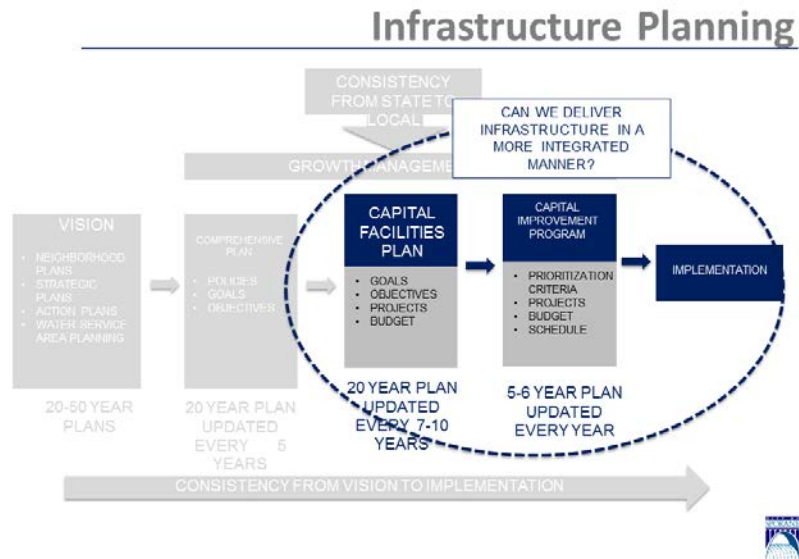 Infrastructure Planning
CONSISTENCY
FROM STATE TO
LOCAL
CAN WE DELIVER
INFRASTRUCTURE IN A
MORE INTEGRATED
MANNER?
VISION
• NEIGHBORHOOD
PLANS
• STRATEGIC
PLANS
• ACTION PLANS
• WATER SERVICE
AREA PLANNING
20-50 YEAR
PLANS
COMPREHENSIVE
PLAN
• POLICIES
• GOALS
• OBJECTIVES
20 YEAR PLAN
UPDATED
EVERY 5
YEARS
CAPITAL
FACILITIES
PLAN
• GOALS
• OBJECTIVES
• PROJECTS
• BUDGET
20 YEAR PLAN
UPDATED
EVERY 7-10
YEARS
CAPITAL
IMPROVEMENT
PROGRAM
• PRIORITIZATION
CRITERIA
• PROJECTS
• BUDGET
• SCHEDULE
5-6 YEAR PLAN
UPDATED
EVERY YEAR
IMPLEMENTATION
CONSISTENCY FROM VISION TO IMPLEMENTATION
SPOKANE